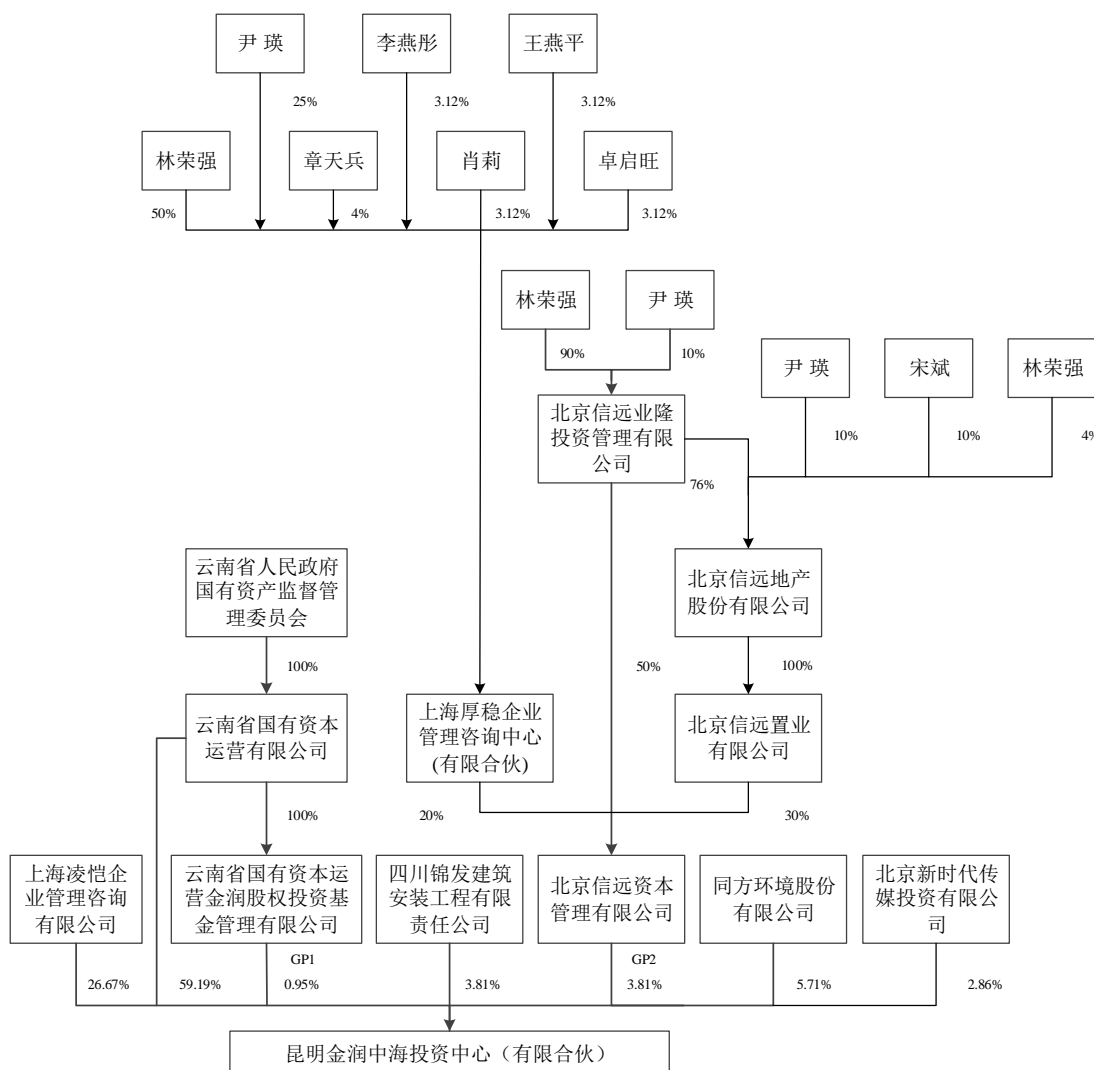 尹 瑛
李燕彤
王燕平
25%
3.12%
3.12%
林荣强
章天兵
肖莉
卓启旺
50%
4%
3.12%
3.12%
林荣强
尹 瑛
90%
10%
尹 瑛
宋斌
林荣强
北京信远业隆
投资管理有限
公司
10%
10%
4%
76%
云南省人民政府
国有资产监督管
理委员会
北京信远地产
股份有限公司
100%
50%
100%
云南省国有资本
运营有限公司
上海厚稳企业
管理咨询中心
(有限合伙)
北京信远置业
有限公司
100%
20%
30%
上海凌恺企
业管理咨询
有限公司
云南省国有资本运
营金润股权投资基
金管理有限公司
四川锦发建筑
安装工程有限
责任公司
北京信远资本
管理有限公司
同方环境股份
有限公司
北京新时代传
媒投资有限公
司
GP1
GP2
26.67%
59.19%
0.95%
3.81%
3.81%
5.71%
2.86%
昆明金润中海投资中心（有限合伙）